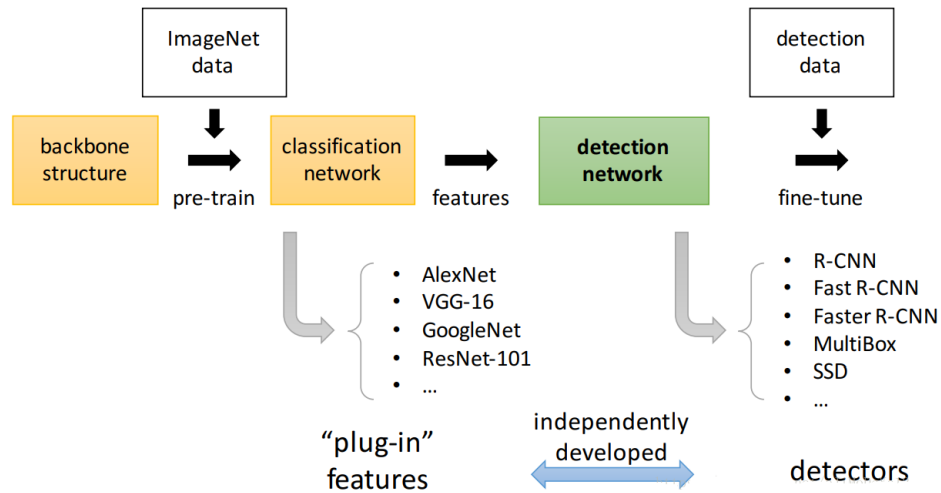 ImageNet
data
detection
data
backbone
structure
pre-train
classification
network
features
detection
network
fine-tune
• AlexNet
• VGG-16
• GoogleNet
• ResNet-101
• ...
• R-CNN
• Fast R-CNN
• Faster R-CNN
• MultiBox
• SSD
• ...
“plug-in”
features
independently
developed
detectors